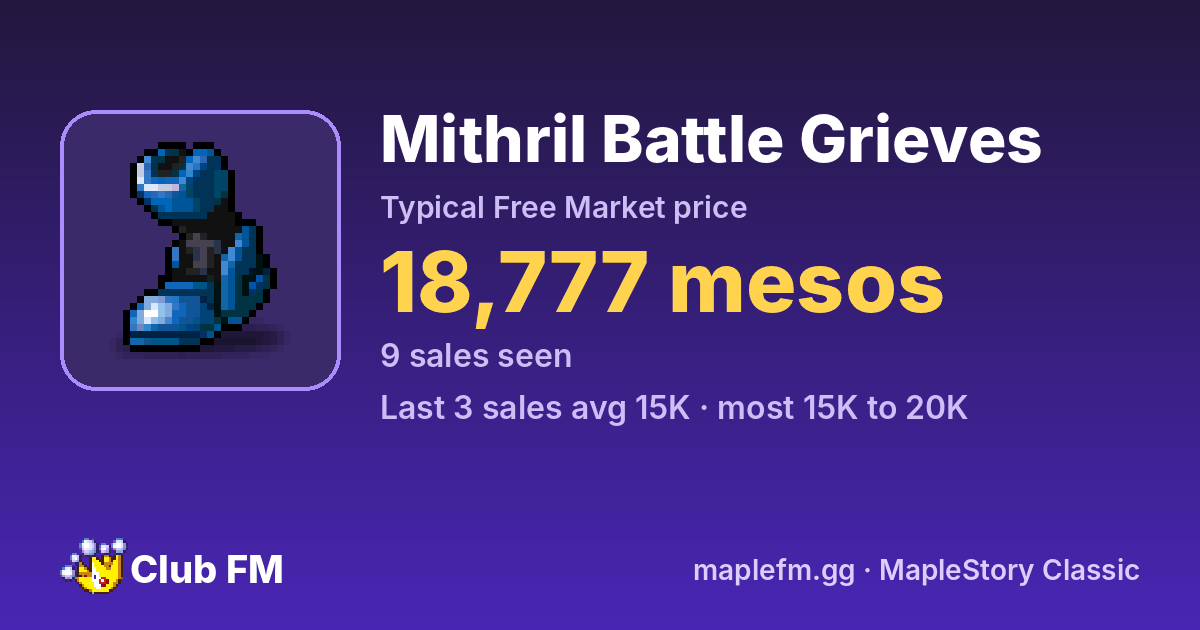 Mithril Battle Grieves
Typical Free Market price
18,777 mesos
9 sales seen
Last 3 sales avg 15K · most 15K to 20K
Club FM
maplefm.gg · MapleStory Classic